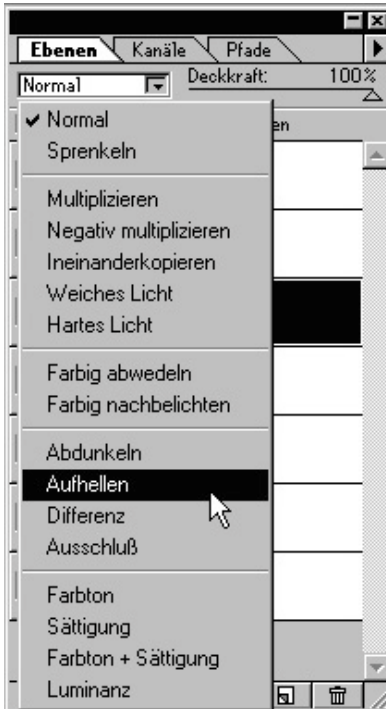 Ebenen Kanäle Pfade
Normal Deckkraft: 100%
Normal en
Sprenkeln
Multiplizieren
Negativ multiplizieren
Ineinanderkopieren
Weiches Licht
Hartes Licht
Farbig abwedeln
Farbig nachbelichten
Abdunkeln
Aufhellen
Differenz
Ausschluß
Farbton
Sättigung
Farbton + Sättigung
Luminanz